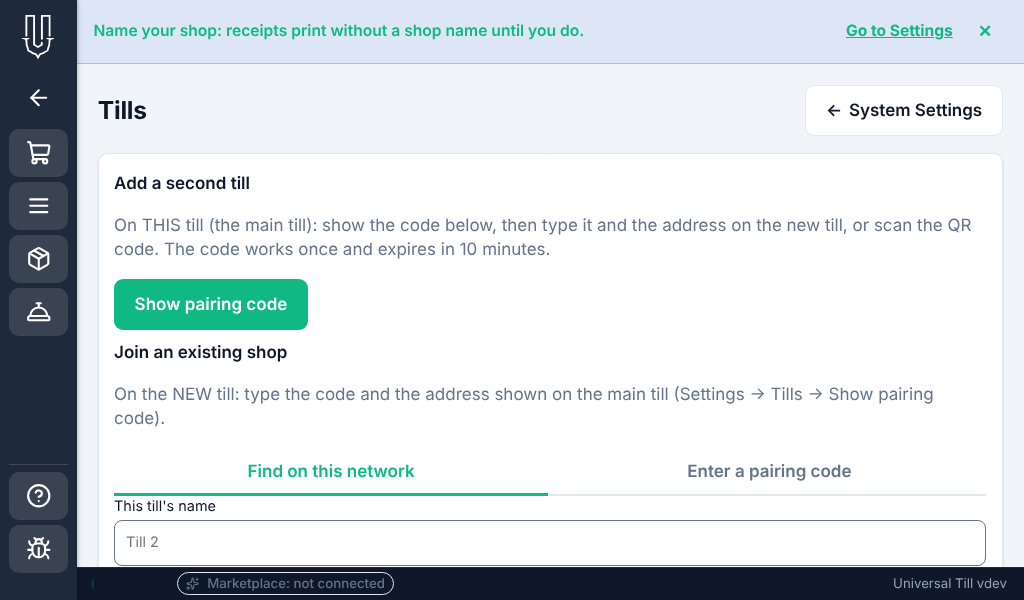 Name your shop: receipts print without a shop name until you do.
Go to Settings ✕
Tills
← System Settings
Add a second till
On THIS till (the main till): show the code below, then type it and the address on the new till, or scan the QR
code. The code works once and expires in 10 minutes.
Show pairing code
Join an existing shop
On the NEW till: type the code and the address shown on the main till (Settings → Tills → Show pairing
code).
Find on this network
Enter a pairing code
This till's name
Till 2
Marketplace: not connected
Universal Till vdev